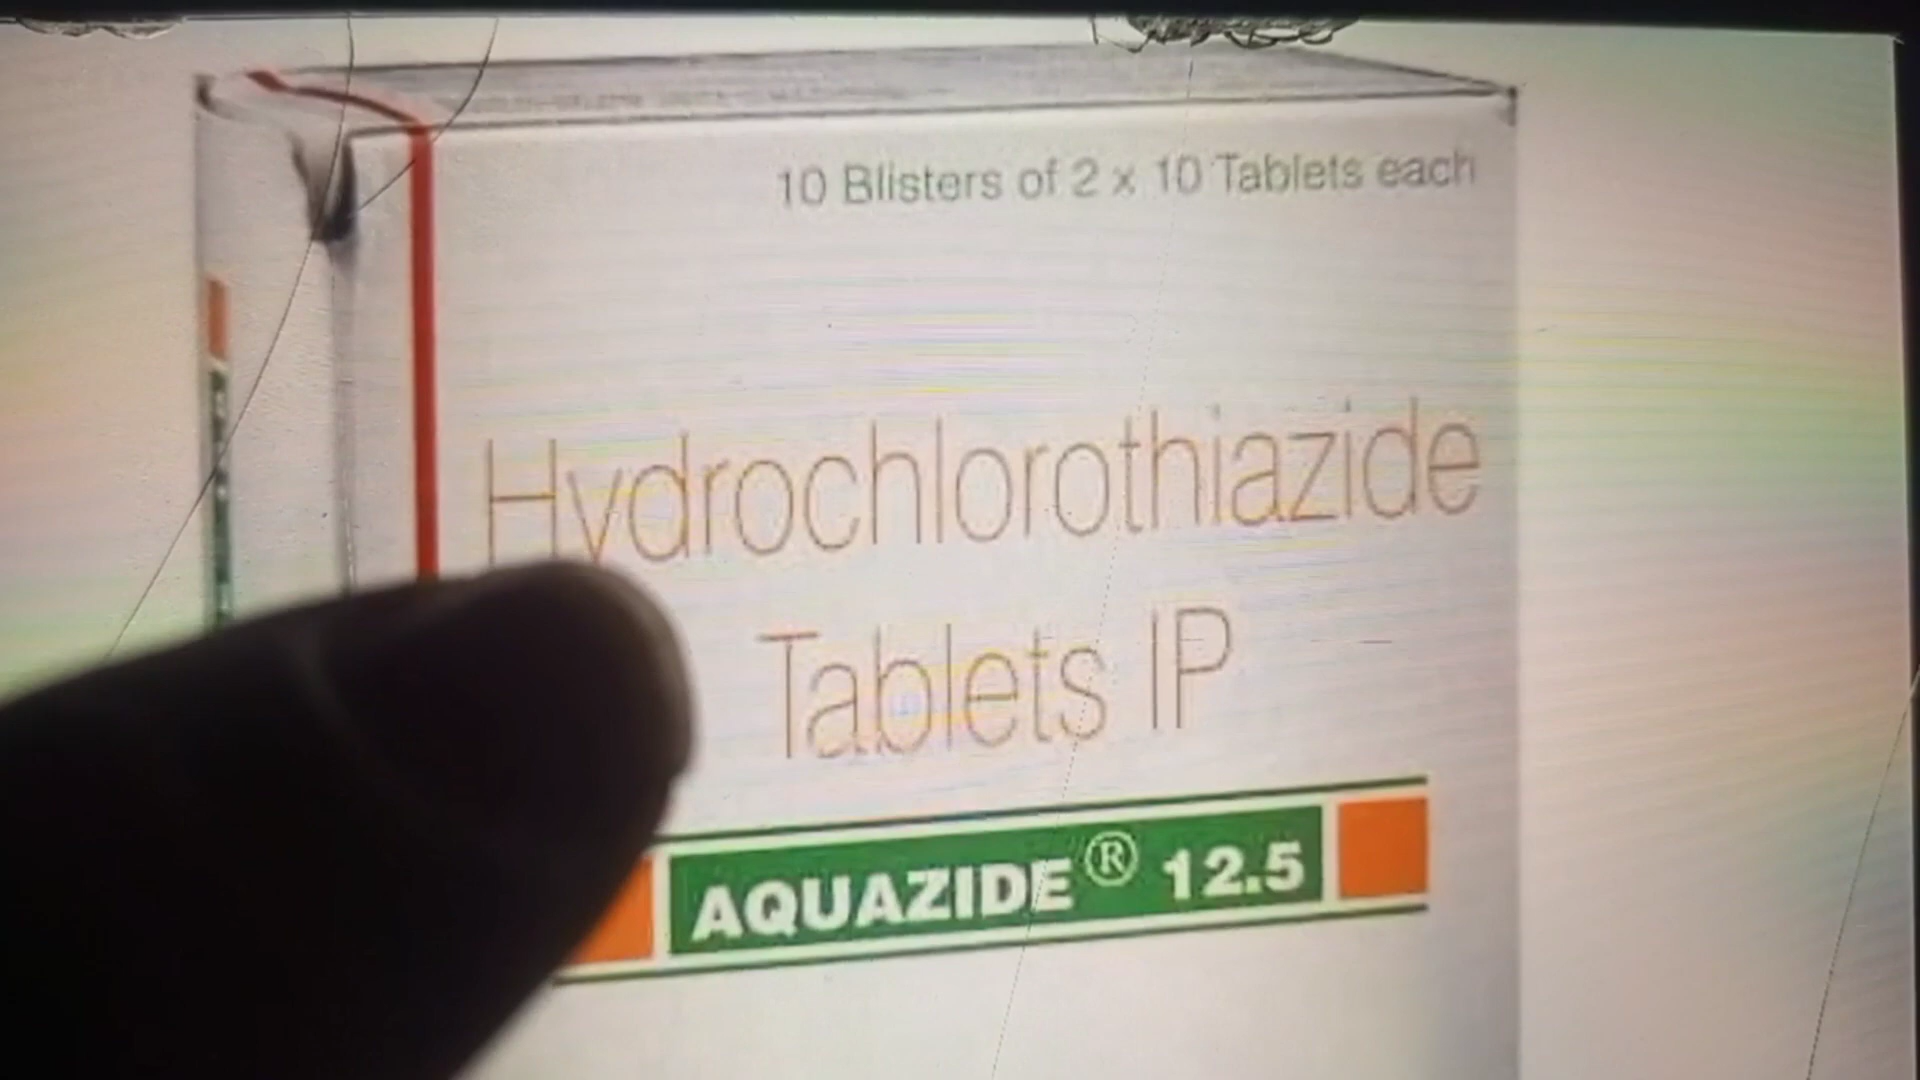 10 Blisters of 2 x 10 Tablets each
Hydrochlorothiazide
Tablets IP
AQUAZIDE® 12.5